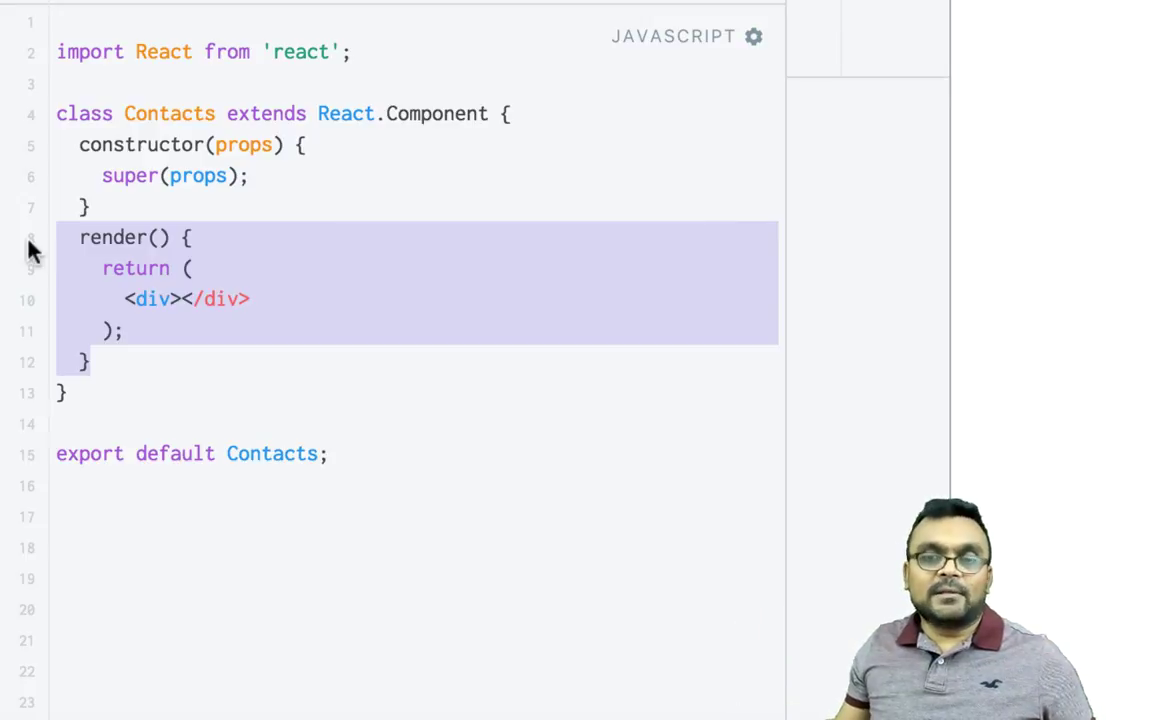 JAVASCRIPT
1
2 import React from 'react';
3
4 class Contacts extends React.Component {
5 constructor(props) {
6 super(props);
7 }
8 render() {
9 return (
10 <div></div>
11 );
12 }
13 }
14
15 export default Contacts;
16
17
18
19
20
21
22
23